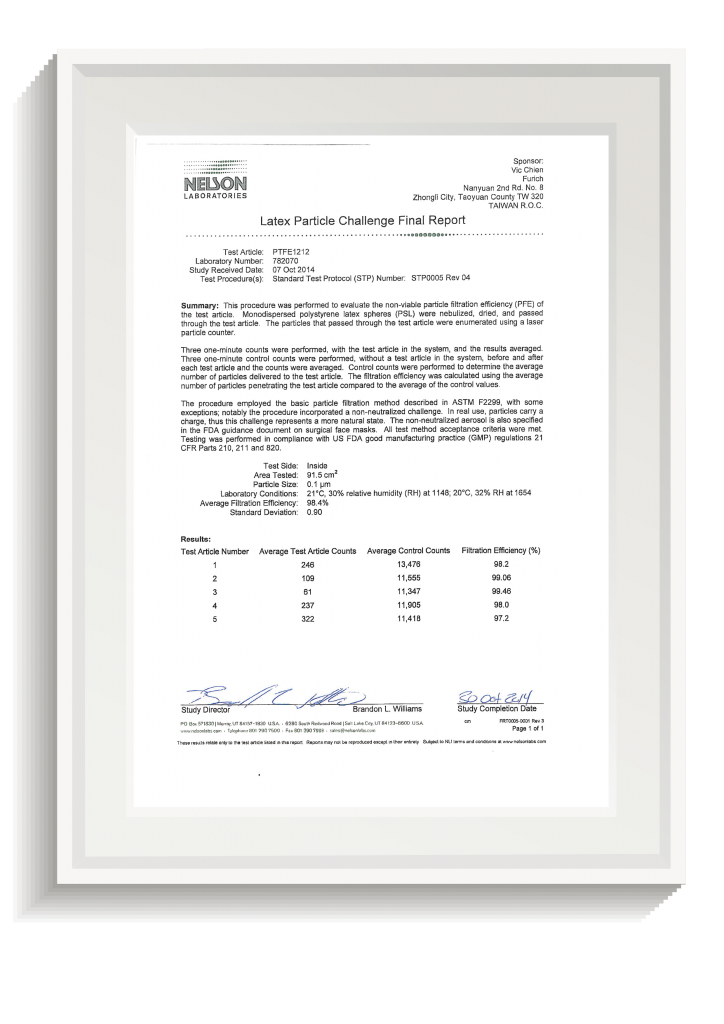 NELSON
LABORATORIES
Sponsor:
Vic Chien
Furich
Nanyuan 2nd Rd. No. 8
Zhongli City, Taoyuan County TW 320
TAIWAN R.O.C.
Latex Particle Challenge Final Report
Test Article: PTFE1212
Laboratory Number: 782070
Study Received Date: 07 Oct 2014
Test Procedure(s): Standard Test Protocol (STP) Number: STP0005 Rev 04
Summary: This procedure was performed to evaluate the non-viable particle filtration efficiency (PFE) of
the test article. Monodispersed polystyrene latex spheres (PSL) were nebulized, dried, and passed
through the test article. The particles that passed through the test article were enumerated using a laser
particle counter.
Three one-minute counts were performed, with the test article in the system, and the results averaged.
Three one-minute control counts were performed, without a test article in the system, before and after
each test article and the counts were averaged. Control counts were performed to determine the average
number of particles delivered to the test article. The filtration efficiency was calculated using the average
number of particles penetrating the test article compared to the average of the control values.
The procedure employed the basic particle filtration method described in ASTM F2299, with some
exceptions; notably the procedure incorporated a non-neutralized challenge. In real use, particles carry a
charge, thus this challenge represents a more natural state. The non-neutralized aerosol is also specified
in the FDA guidance document on surgical face masks. All test method acceptance criteria were met.
Testing was performed in compliance with US FDA good manufacturing practice (GMP) regulations 21
CFR Parts 210, 211 and 820.
Test Side: Inside
Area Tested: 91.5 cm²
Particle Size: 0.1 µm
Laboratory Conditions: 21°C, 30% relative humidity (RH) at 1148; 20°C, 32% RH at 1654
Average Filtration Efficiency: 98.4%
Standard Deviation: 0.90
Results:
Test Article Number Average Test Article Counts Average Control Counts Filtration Efficiency (%)
1 246 13,476 98.2
2 109 11,555 99.06
3 61 11,347 99.46
4 237 11,905 98.0
5 322 11,418 97.2
30 Oct 2014
Study Director Brandon L. Williams Study Completion Date
PO Box 571830 | Murray, UT 84157-1830 U.S.A. • 6280 South Redwood Road | Salt Lake City, UT 84123-6600 U.S.A.
www.nelsonlabs.com • Telephone 801 290 7500 • Fax 801 290 7998 • sales@nelsonlabs.com
FRT0005-0001 Rev 3
Page 1 of 1
These results relate only to the test article listed in this report. Reports may not be reproduced except in their entirety. Subject to NLI terms and conditions at www.nelsonlabs.com